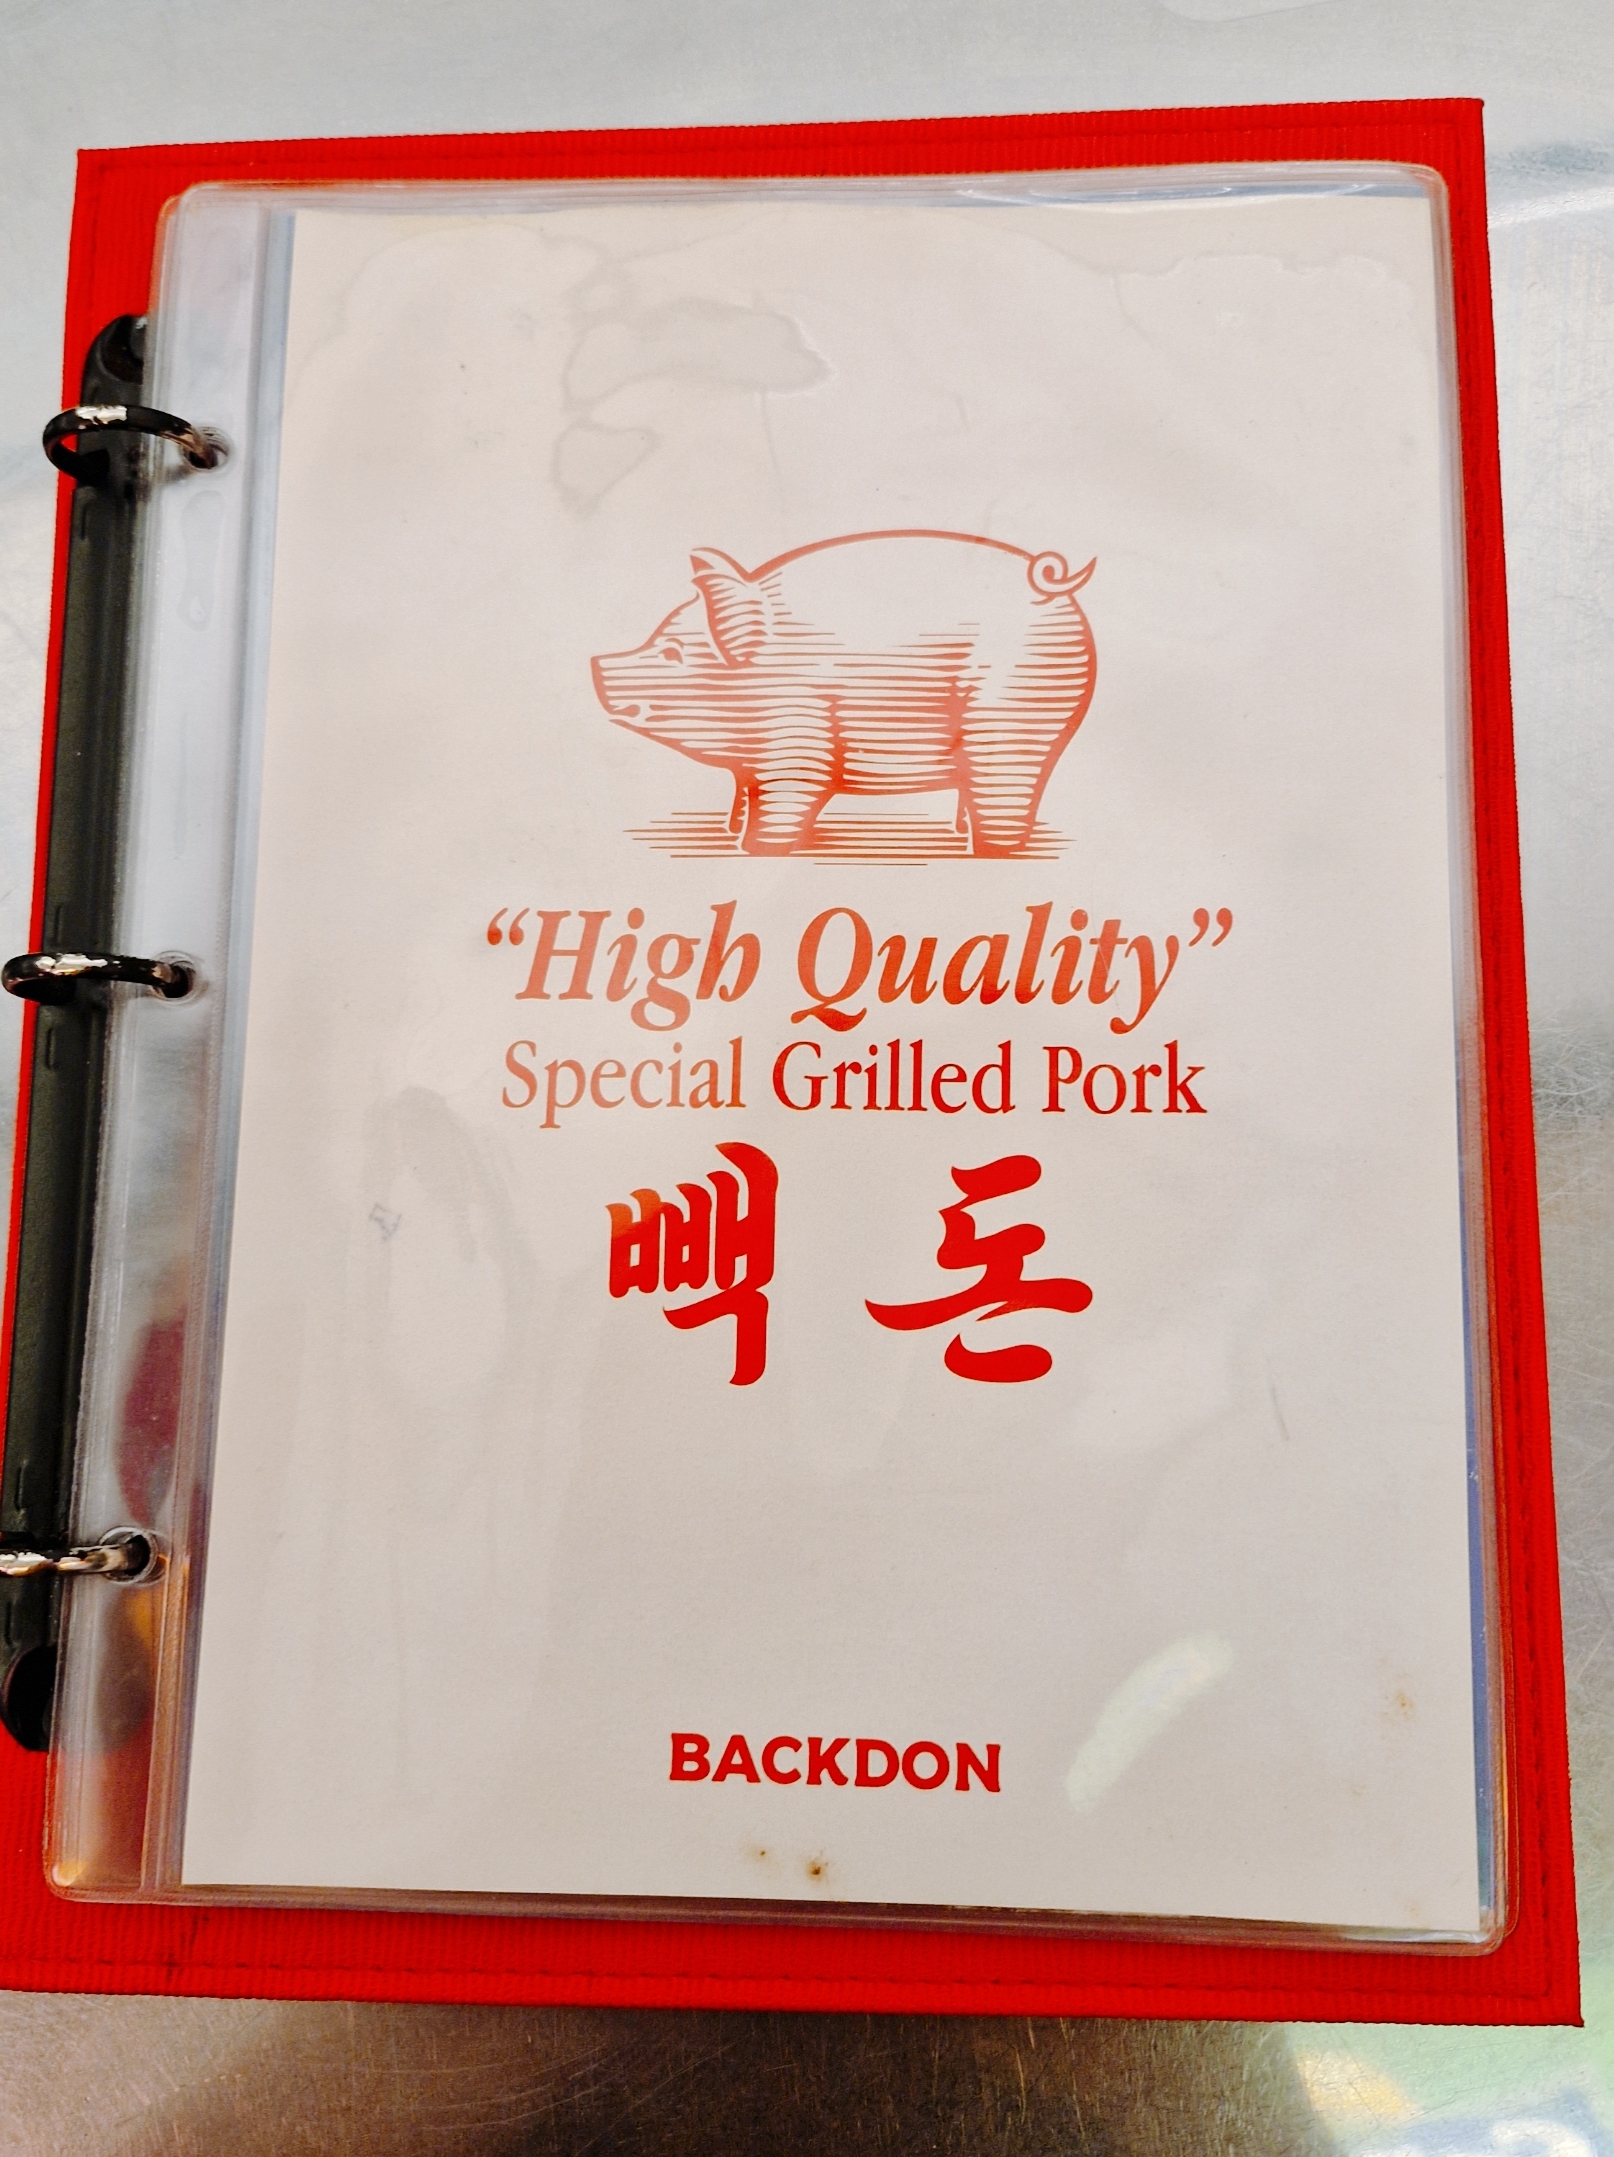 “High Quality”
Special Grilled Pork
빽 돈
BACKDON